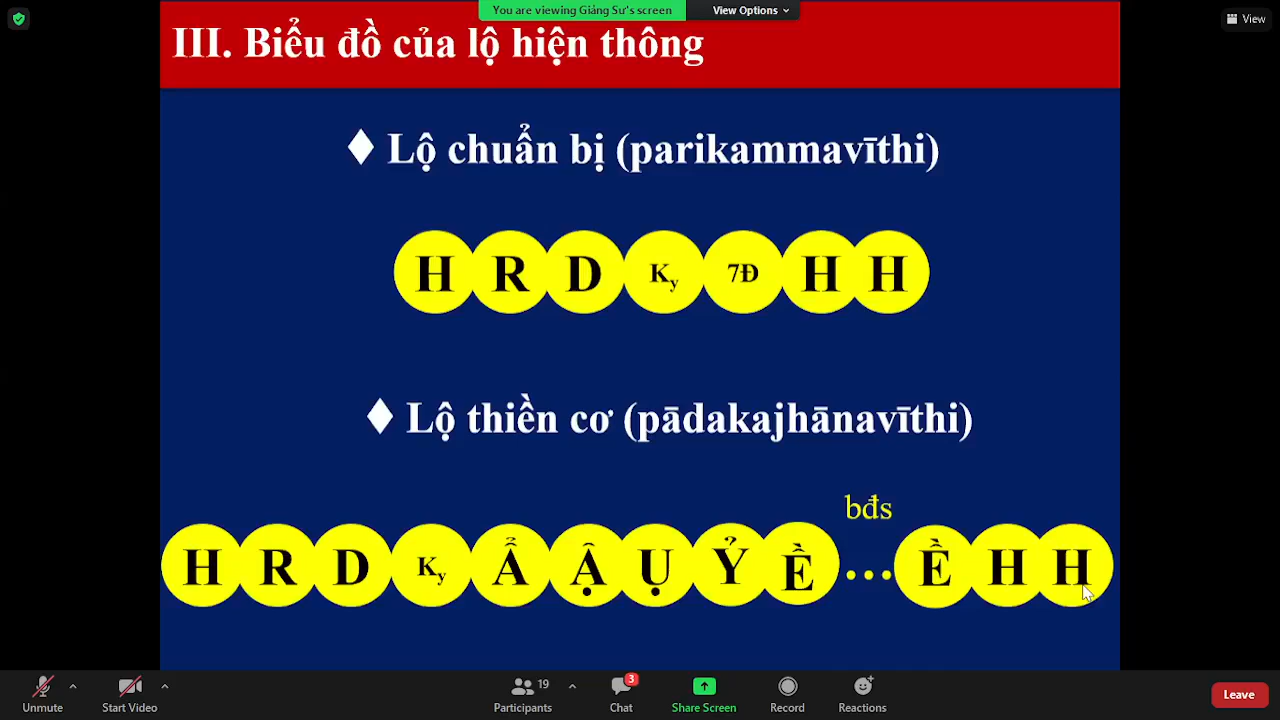 You are viewing Giảng Sư's screen View Options
View
III. Biểu đồ của lộ hiện thông
Lộ chuẩn bị (parikammavīthi)
H R D Ky 7Đ H H
Lộ thiền cơ (pādakajhānavīthi)
bđs
H R D Ky Ẩ Ậ Ụ Ỷ Ề ... Ề H H
Unmute Start Video Participants 19 Chat 3 Share Screen Record Reactions Leave